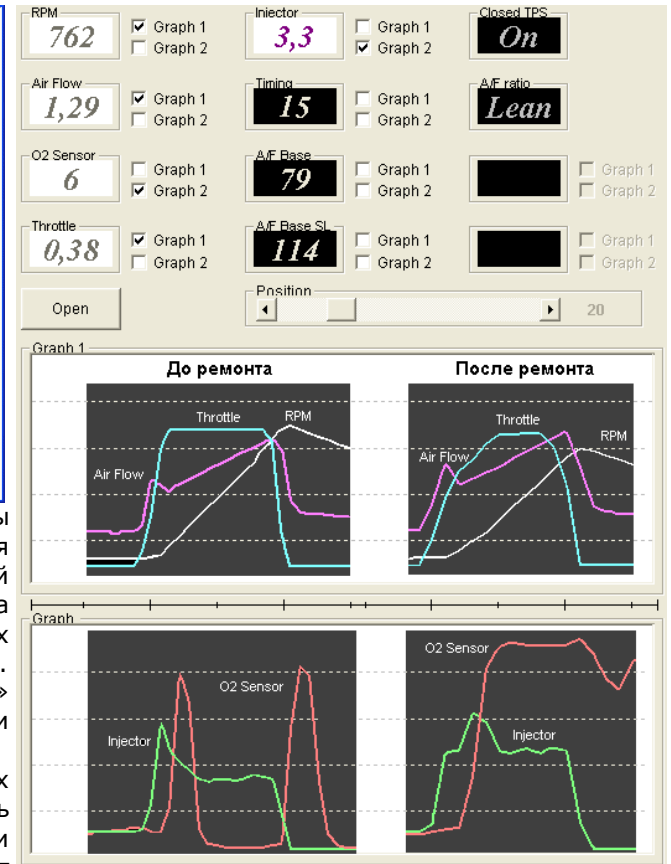 RPM
762
Graph 1
Graph 2
Injector
3,3
Graph 1
Graph 2
Closed TPS
On
Air Flow
1,29
Graph 1
Graph 2
Timing
15
Graph 1
Graph 2
A/F ratio
Lean
O2 Sensor
6
Graph 1
Graph 2
A/F Base
79
Graph 1
Graph 2
Graph 1
Graph 2
Throttle
0,38
Graph 1
Graph 2
A/F Base SL
114
Graph 1
Graph 2
Graph 1
Graph 2
Open
Position
20
Graph 1
До ремонта
После ремонта
Throttle
RPM
Air Flow
Throttle
RPM
Air Flow
ы
я
й
а
х
.
»
и
х
ь
и
Graph
O2 Sensor
Injector
O2 Sensor
Injector